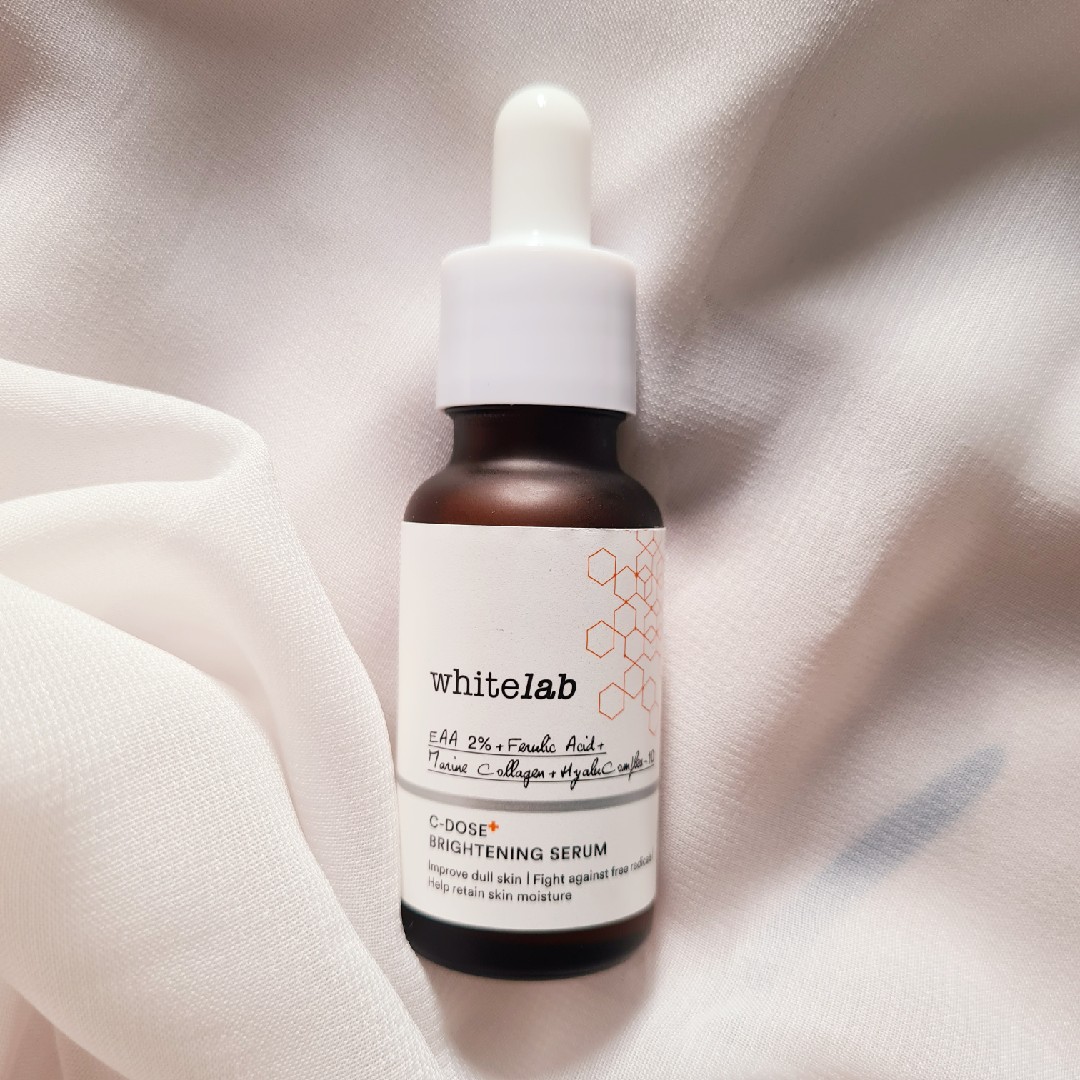 whitelab
EAA 2% + Ferulic Acid +
Marine Collagen + HyaluComplex-10
C-DOSE+
BRIGHTENING SERUM
Improve dull skin | Fight against free
Help retain skin moisture